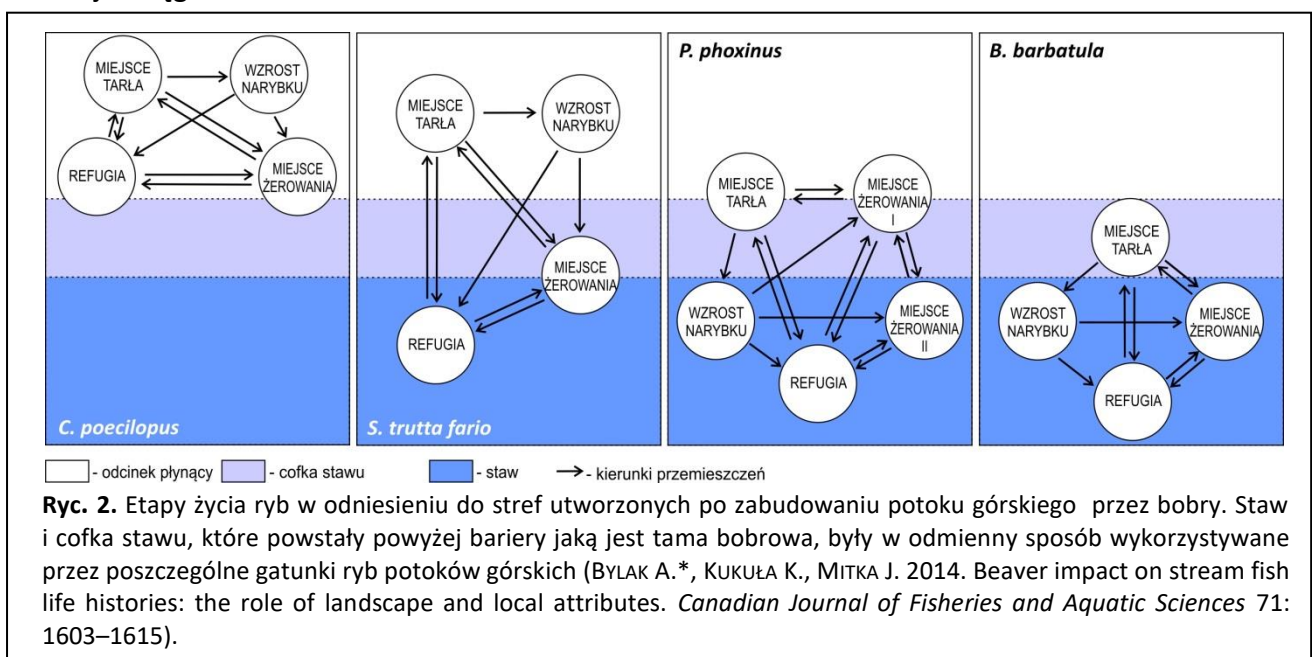 MIEJSCE
TARŁA
WZROST
NARYBKU
REFUGIA
MIEJSCE
ŻEROWANIA
C. poecilopus
MIEJSCE
TARŁA
WZROST
NARYBKU
MIEJSCE
ŻEROWANIA
REFUGIA
S. trutta fario
P. phoxinus
MIEJSCE
TARŁA
MIEJSCE
ŻEROWANIA
I
WZROST
NARYBKU
MIEJSCE
ŻEROWANIA
II
REFUGIA
B. barbatula
MIEJSCE
TARŁA
WZROST
NARYBKU
MIEJSCE
ŻEROWANIA
REFUGIA
- odcinek płynący - cofka stawu - staw - kierunki przemieszczeń
Ryc. 2. Etapy życia ryb w odniesieniu do stref utworzonych po zabudowaniu potoku górskiego przez bobry. Staw
i cofka stawu, które powstały powyżej bariery jaką jest tama bobrowa, były w odmienny sposób wykorzystywane
przez poszczególne gatunki ryb potoków górskich (BYLAK A.*, KUKUŁA K., MITKA J. 2014. Beaver impact on stream fish
life histories: the role of landscape and local attributes. Canadian Journal of Fisheries and Aquatic Sciences 71:
1603–1615).